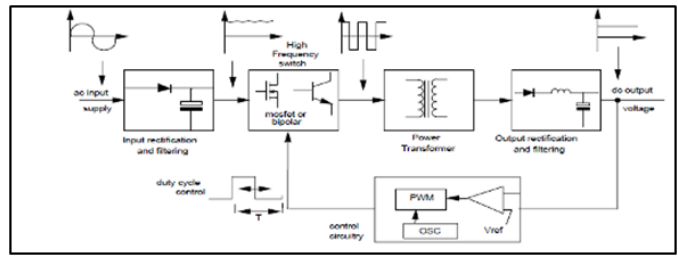 High
Frequency
switch
ac input
supply
mosfet or
bipolar
Input rectification
and filtering
Power
Transformer
Output rectification
and filtering
dc output
voltage
duty cycle
control
T
control
circuitry
PWM
OSC
Vref